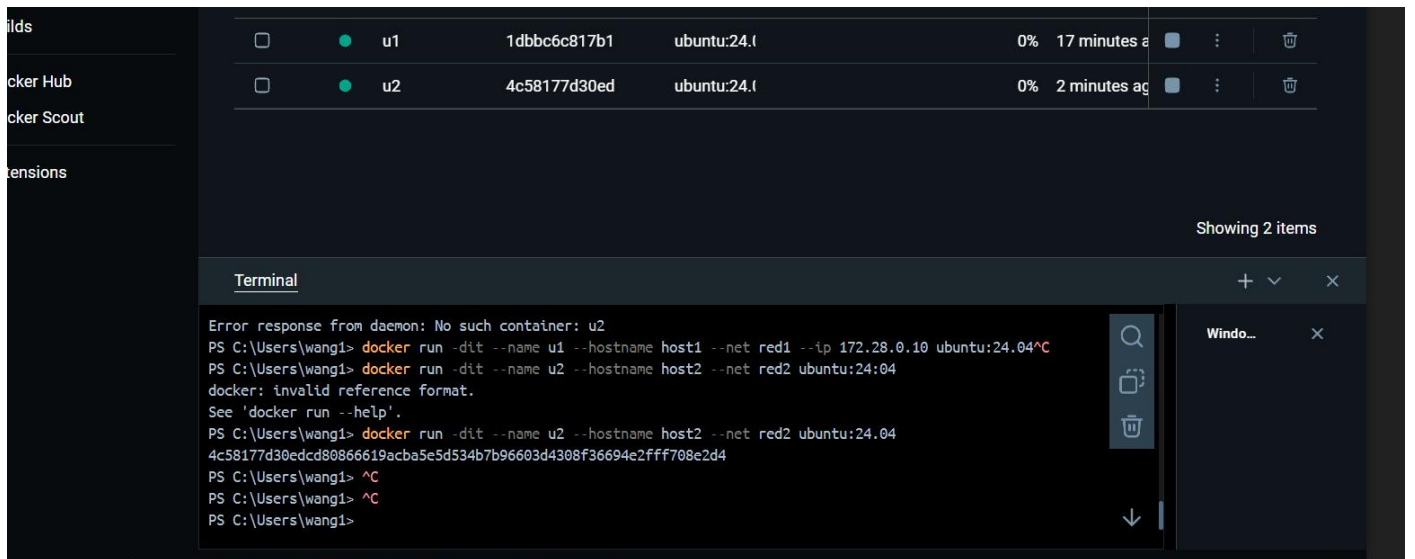 ilds
u1 1dbbc6c817b1 ubuntu:24.( 0% 17 minutes a
cker Hub
u2 4c58177d30ed ubuntu:24.( 0% 2 minutes ag
cker Scout
tensions
Showing 2 items
Terminal
Error response from daemon: No such container: u2
PS C:\Users\wang1> docker run -dit --name u1 --hostname host1 --net red1 --ip 172.28.0.10 ubuntu:24.04^C
PS C:\Users\wang1> docker run -dit --name u2 --hostname host2 --net red2 ubuntu:24:04
docker: invalid reference format.
See 'docker run --help'.
PS C:\Users\wang1> docker run -dit --name u2 --hostname host2 --net red2 ubuntu:24.04
4c58177d30edcd80866619acba5e5d534b7b96603d4308f36694e2fff708e2d4
PS C:\Users\wang1> ^C
PS C:\Users\wang1> ^C
PS C:\Users\wang1>
Windo...